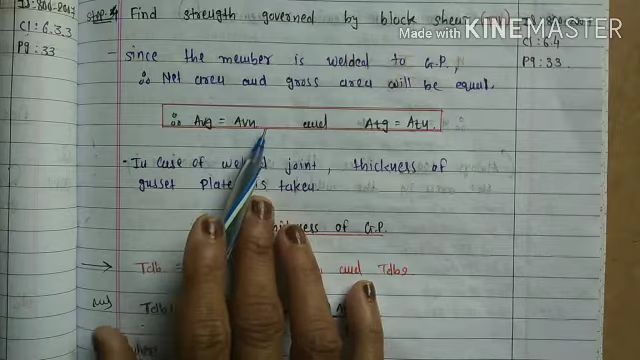 IS:800-2007
Cl: 6.3.3
Pg: 33
Step: 4 Find strength governed by block shear
Made with KINEMASTER
Cl: 6.4
Pg: 33.
- since the member is welded to G.P,
∴ Net area and gross area will be equal.
∴ Avg = Avn and Atg = Atn.
- In case of welded joint, thickness of
gusset plate is taken
thickness of G.P.
→ Tdb = and Tdb2
Ans Tdb